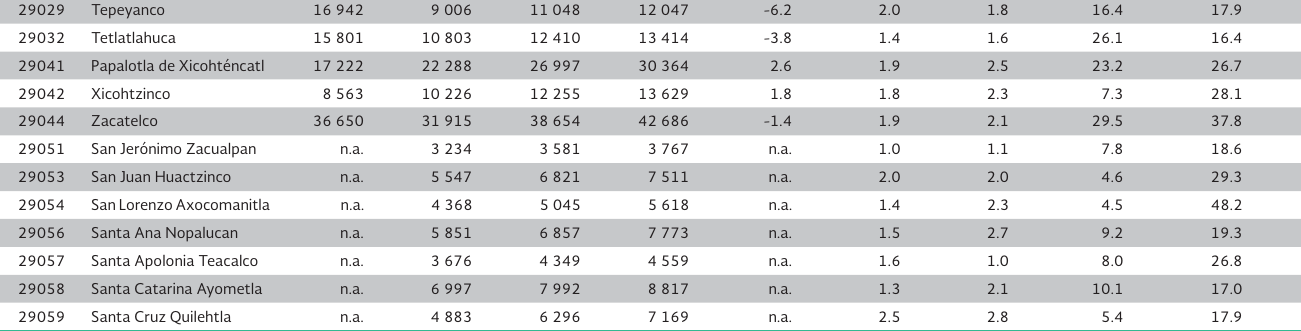 29029 Tepeyanco 16 942 9 006 11 048 12 047 -6.2 2.0 1.8 16.4 17.9
29032 Tetlatlahuca 15 801 10 803 12 410 13 414 -3.8 1.4 1.6 26.1 16.4
29041 Papalotla de Xicohténcatl 17 222 22 288 26 997 30 364 2.6 1.9 2.5 23.2 26.7
29042 Xicohtzinco 8 563 10 226 12 255 13 629 1.8 1.8 2.3 7.3 28.1
29044 Zacatelco 36 650 31 915 38 654 42 686 -1.4 1.9 2.1 29.5 37.8
29051 San Jerónimo Zacualpan n.a. 3 234 3 581 3 767 n.a. 1.0 1.1 7.8 18.6
29053 San Juan Huactzinco n.a. 5 547 6 821 7 511 n.a. 2.0 2.0 4.6 29.3
29054 San Lorenzo Axocomanitla n.a. 4 368 5 045 5 618 n.a. 1.4 2.3 4.5 48.2
29056 Santa Ana Nopalucan n.a. 5 851 6 857 7 773 n.a. 1.5 2.7 9.2 19.3
29057 Santa Apolonia Teacalco n.a. 3 676 4 349 4 559 n.a. 1.6 1.0 8.0 26.8
29058 Santa Catarina Ayometla n.a. 6 997 7 992 8 817 n.a. 1.3 2.1 10.1 17.0
29059 Santa Cruz Quilehtla n.a. 4 883 6 296 7 169 n.a. 2.5 2.8 5.4 17.9